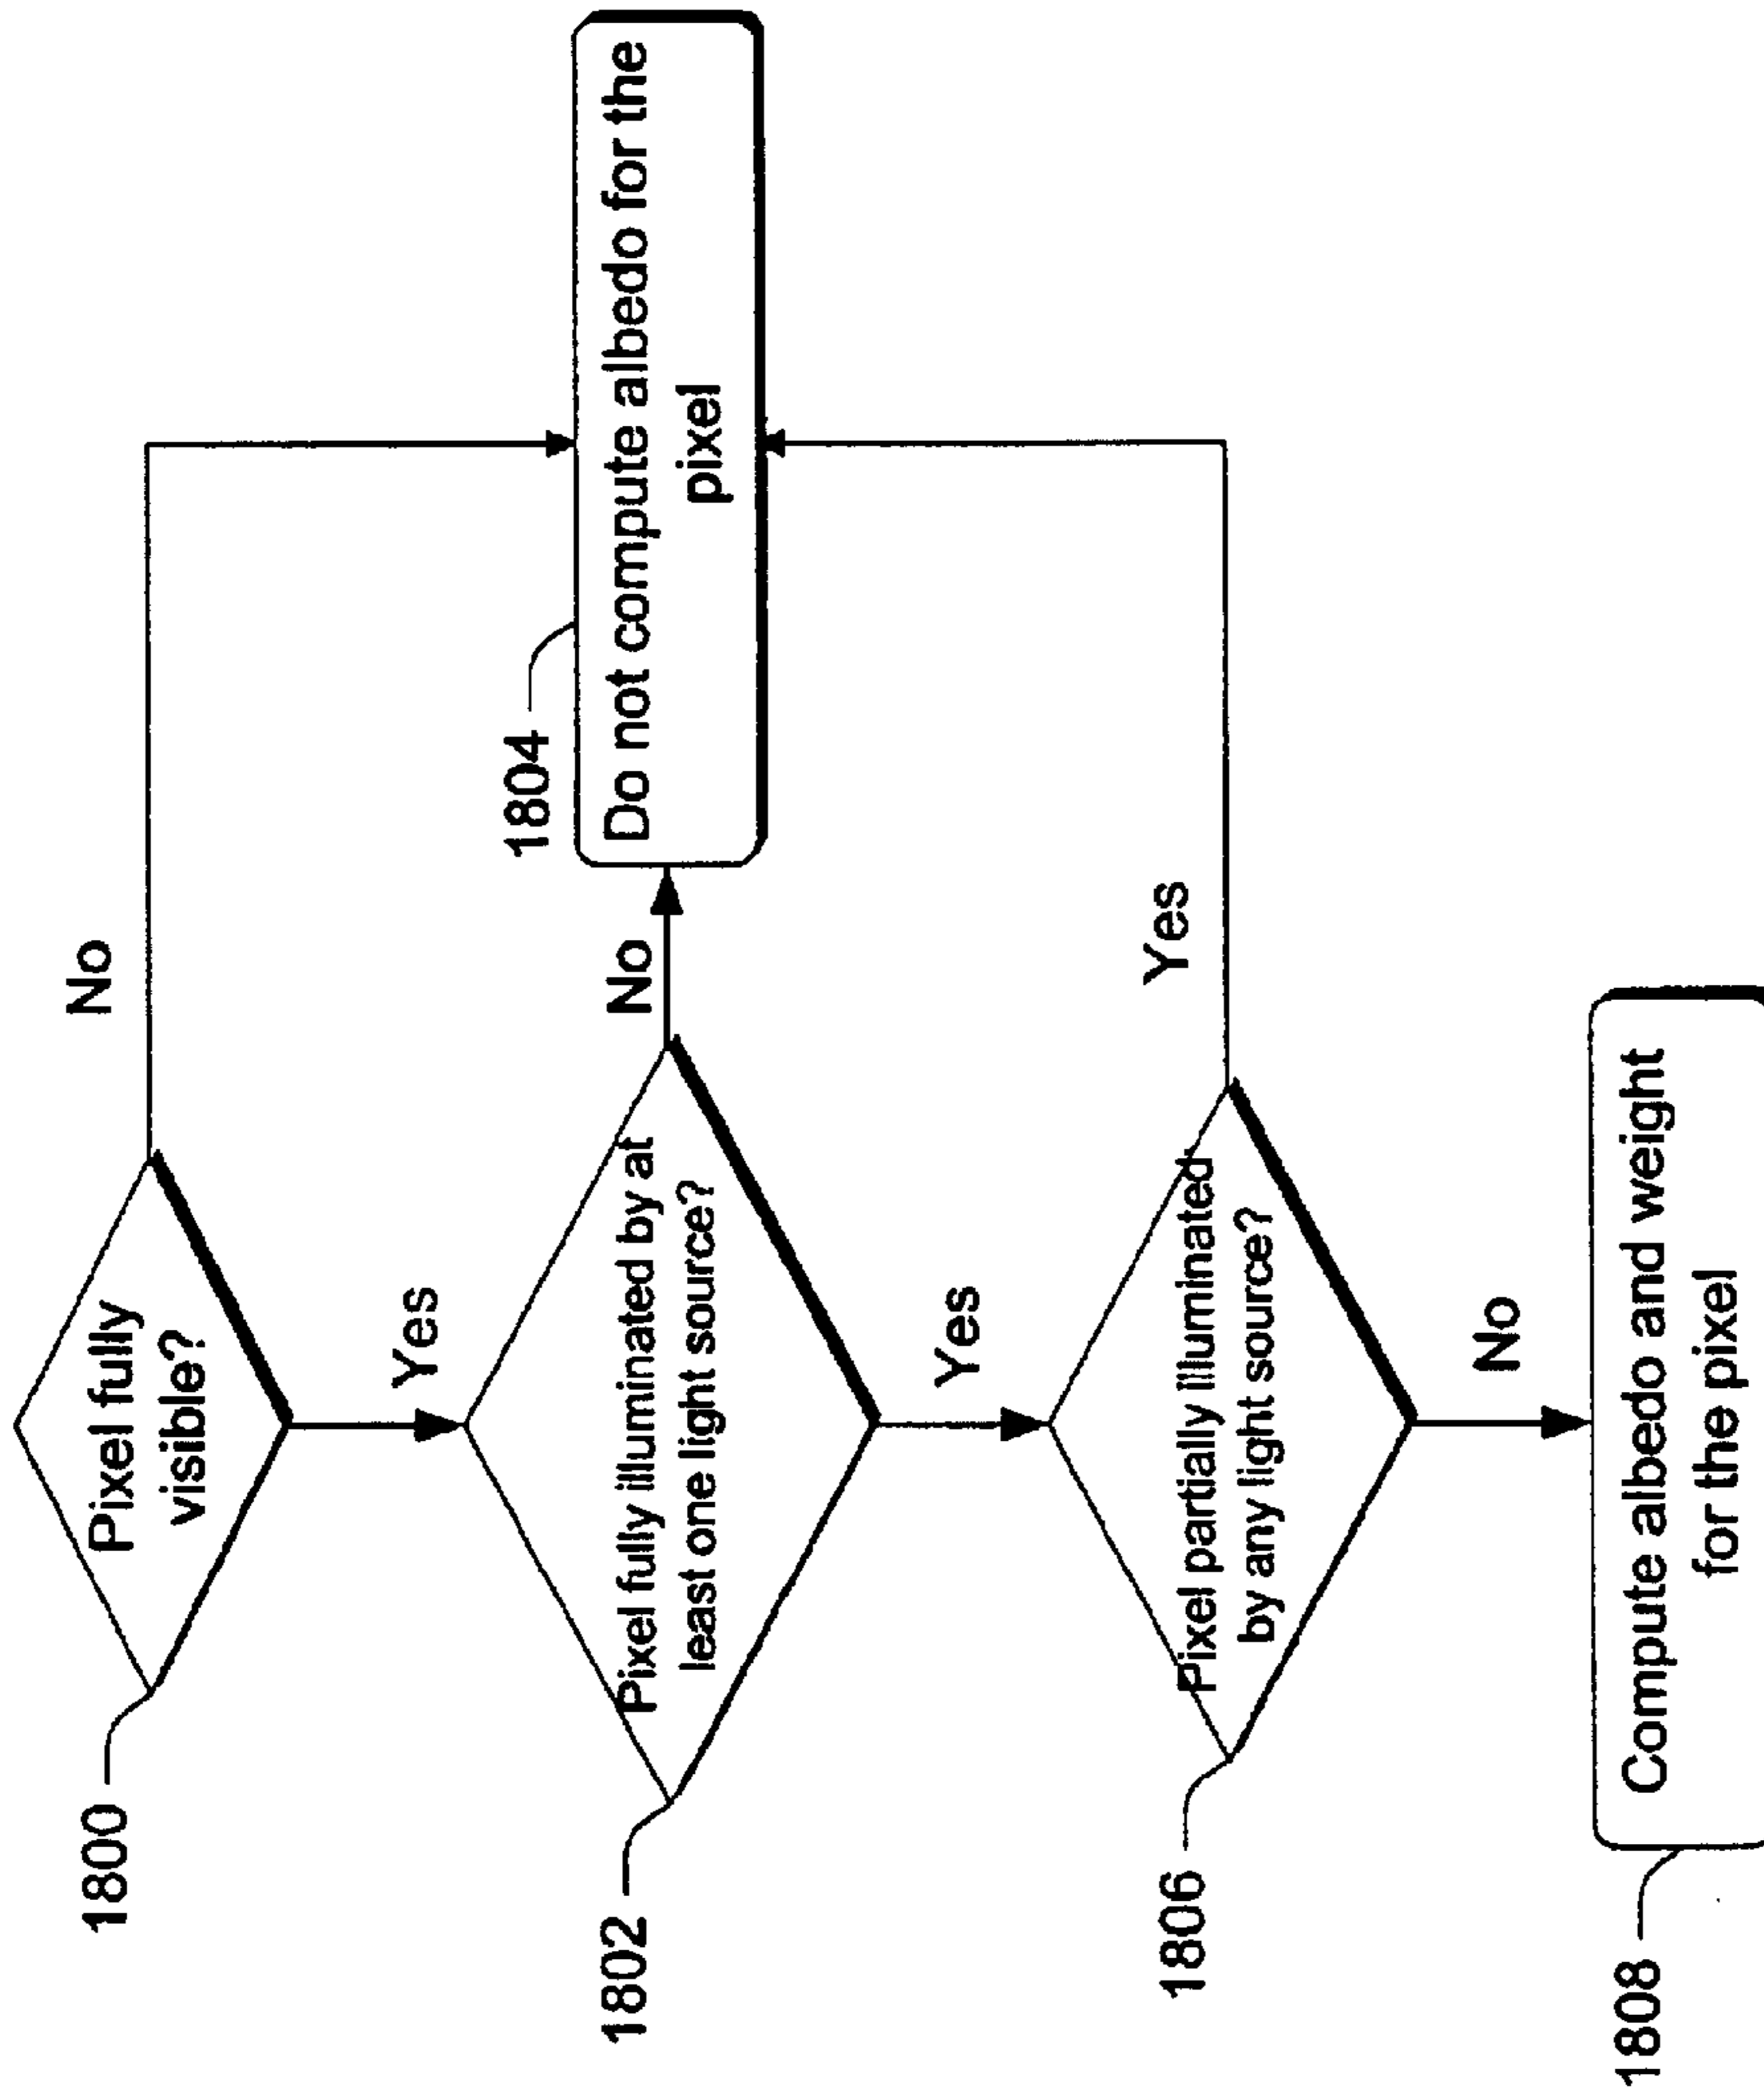 1800
Pixel fully
visible?
No
Yes
1802
Pixel fully illuminated by at
least one light source?
No
1804
Do not compute albedo for the
pixel
Yes
1806
Pixel partially illuminated
by any light source?
Yes
No
1808
Compute albedo and weight
for the pixel